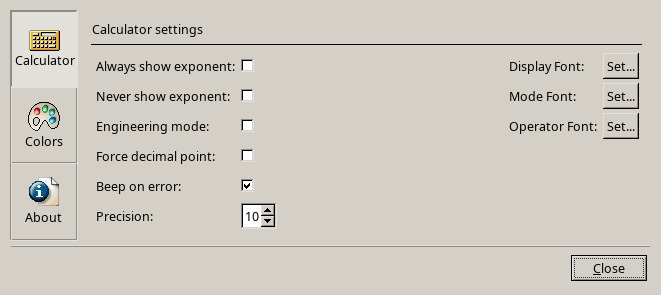 Calculator
Colors
About
Calculator settings
Always show exponent:
Never show exponent:
Engineering mode:
Force decimal point:
Beep on error:
Precision: 10
Display Font: Set...
Mode Font: Set...
Operator Font: Set...
Close